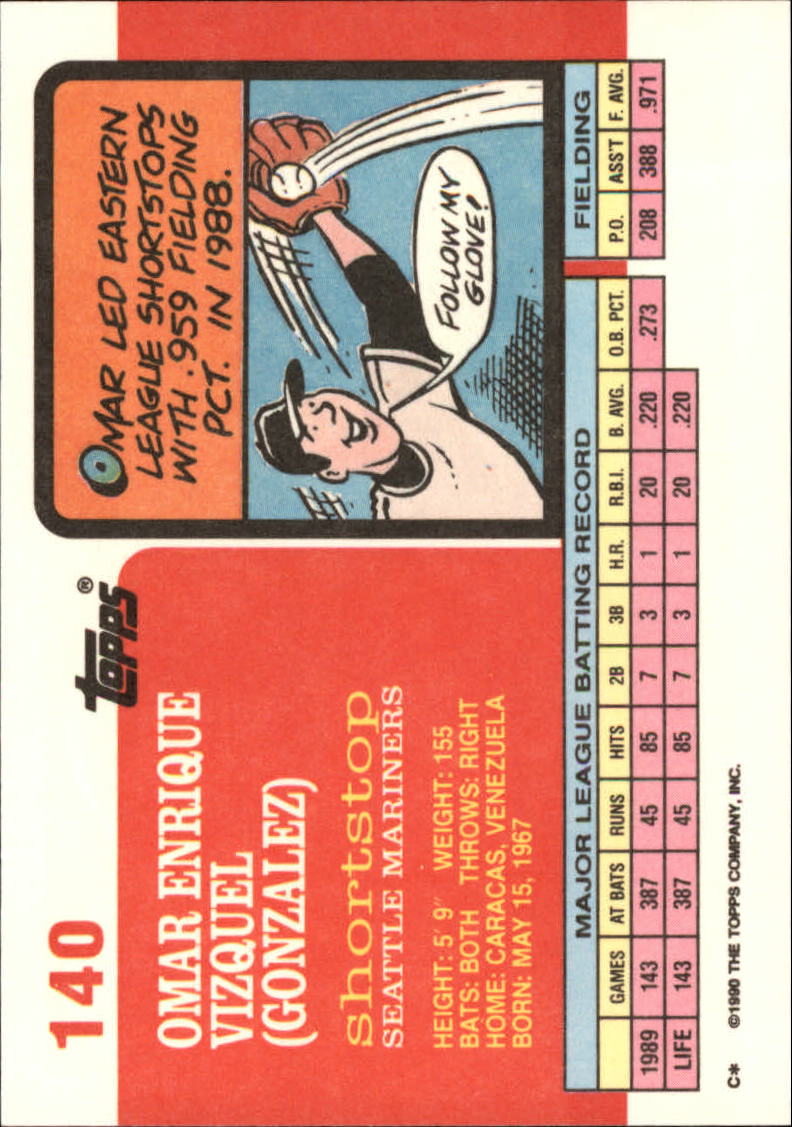 140
topps®
OMAR ENRIQUE
VIZQUEL
(GONZALEZ)
shortstop
SEATTLE MARINERS
HEIGHT: 5' 9" WEIGHT: 155
BATS: BOTH THROWS: RIGHT
HOME: CARACAS, VENEZUELA
BORN: MAY 15, 1967
OMAR LED EASTERN
LEAGUE SHORTSTOPS
WITH .959 FIELDING
PCT. IN 1988.
FOLLOW MY
GLOVE!
MAJOR LEAGUE BATTING RECORD FIELDING
GAMES AT BATS RUNS HITS 2B 3B H.R. R.B.I. B. AVG. O.B. PCT. P.O. ASS'T F. AVG.
1989 143 387 45 85 7 3 1 20 .220 .273 208 388 .971
LIFE 143 387 45 85 7 3 1 20 .220
C* ©1990 THE TOPPS COMPANY, INC.